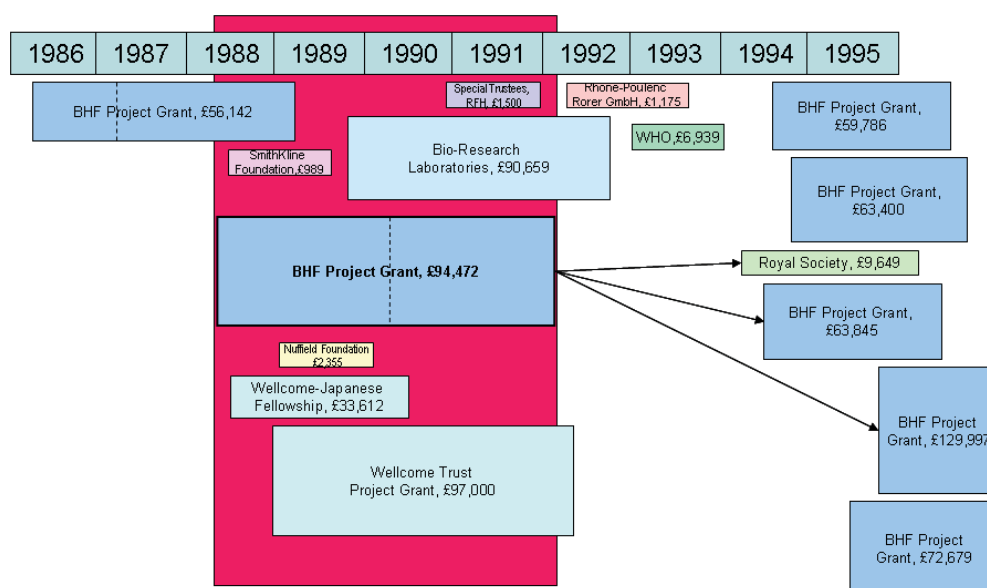 1986 1987 1988 1989 1990 1991 1992 1993 1994 1995
BHF Project Grant, £56,142
Special Trustees,
RFH, £1,500
Rhone-Poulenc
Rorer GmbH, £1,175
WHO,£6,939
BHF Project Grant,
£59,786
SmithKline
Foundation,£989
Bio-Research
Laboratories, £90,659
BHF Project Grant,
£63,400
BHF Project Grant, £94,472
Royal Society, £9,649
BHF Project Grant,
£63,845
Nuffield Foundation
£2,355
Wellcome-Japanese
Fellowship, £33,612
BHF Project
Grant, £129,997
Wellcome Trust
Project Grant, £97,000
BHF Project
Grant, £72,679